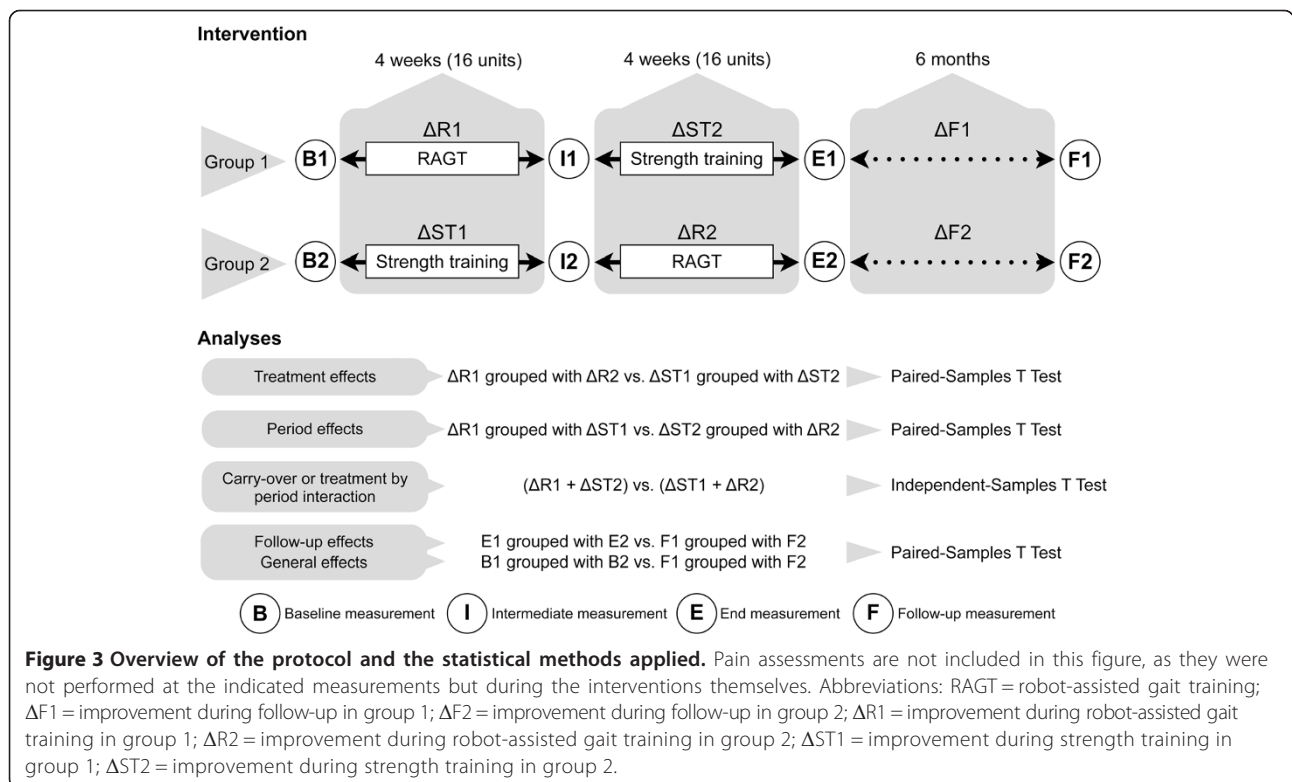 Intervention
4 weeks (16 units) 4 weeks (16 units) 6 months
ΔR1 ΔST2 ΔF1
Group 1 B1 RAGT I1 Strength training E1 F1
ΔST1 ΔR2 ΔF2
Group 2 B2 Strength training I2 RAGT E2 F2
Analyses
Treatment effects ΔR1 grouped with ΔR2 vs. ΔST1 grouped with ΔST2 Paired-Samples T Test
Period effects ΔR1 grouped with ΔST1 vs. ΔST2 grouped with ΔR2 Paired-Samples T Test
Carry-over or treatment by
period interaction (ΔR1 + ΔST2) vs. (ΔST1 + ΔR2) Independent-Samples T Test
Follow-up effects E1 grouped with E2 vs. F1 grouped with F2
General effects B1 grouped with B2 vs. F1 grouped with F2 Paired-Samples T Test
B Baseline measurement I Intermediate measurement E End measurement F Follow-up measurement
Figure 3 Overview of the protocol and the statistical methods applied. Pain assessments are not included in this figure, as they were
not performed at the indicated measurements but during the interventions themselves. Abbreviations: RAGT = robot-assisted gait training;
ΔF1 = improvement during follow-up in group 1; ΔF2 = improvement during follow-up in group 2; ΔR1 = improvement during robot-assisted gait
training in group 1; ΔR2 = improvement during robot-assisted gait training in group 2; ΔST1 = improvement during strength training in
group 1; ΔST2 = improvement during strength training in group 2.